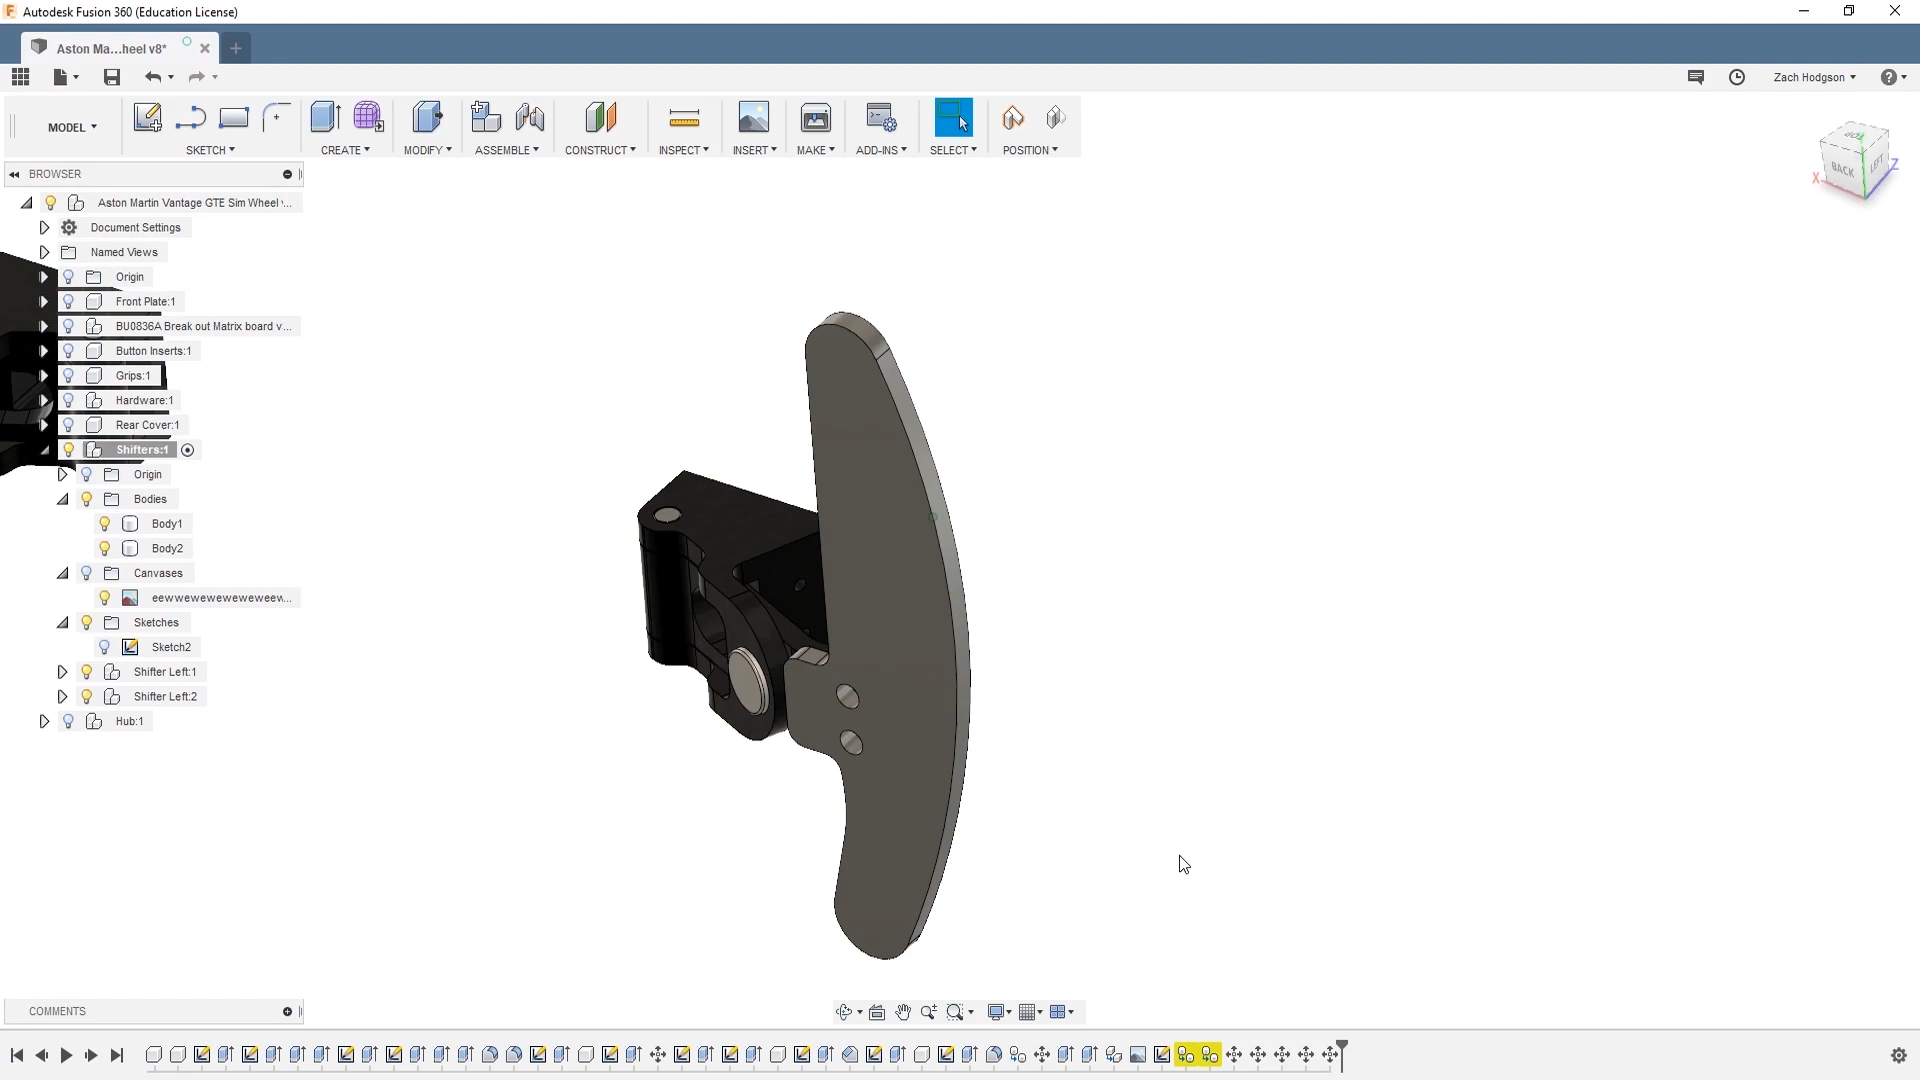 Autodesk Fusion 360 (Education License)
Aston Ma...heel v8*
Zach Hodgson
MODEL
SKETCH
CREATE
MODIFY
ASSEMBLE
CONSTRUCT
INSPECT
INSERT
MAKE
ADD-INS
SELECT
POSITION
BACK
LEFT
X
Z
BROWSER
Aston Martin Vantage GTE Sim Wheel ...
Document Settings
Named Views
Origin
Front Plate:1
BU0836A Break out Matrix board v...
Button Inserts:1
Grips:1
Hardware:1
Rear Cover:1
Shifters:1
Origin
Bodies
Body1
Body2
Canvases
eewwewewewewewew...
Sketches
Sketch2
Shifter Left:1
Shifter Left:2
Hub:1
COMMENTS